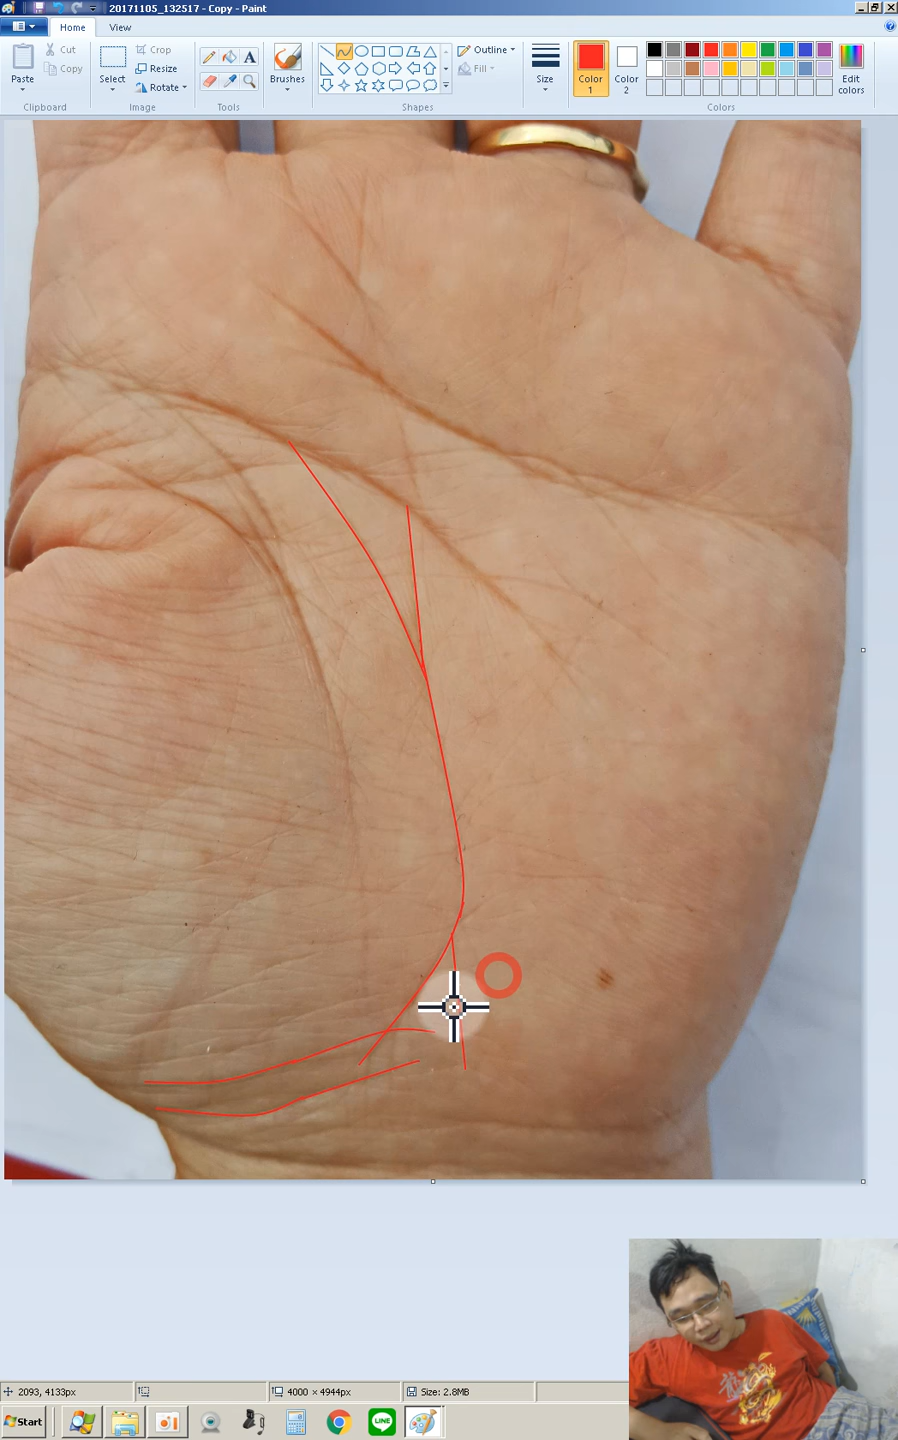 20171105_132517 - Copy - Paint
Home View
Paste
Cut
Copy
Clipboard
Select
Crop
Resize
Rotate
Image
A
Tools
Brushes
Outline
Fill
Shapes
Size
Color 1
Color 2
Edit colors
Colors
2093, 4133px
4000 × 4944px
Size: 2.8MB
Start
LINE